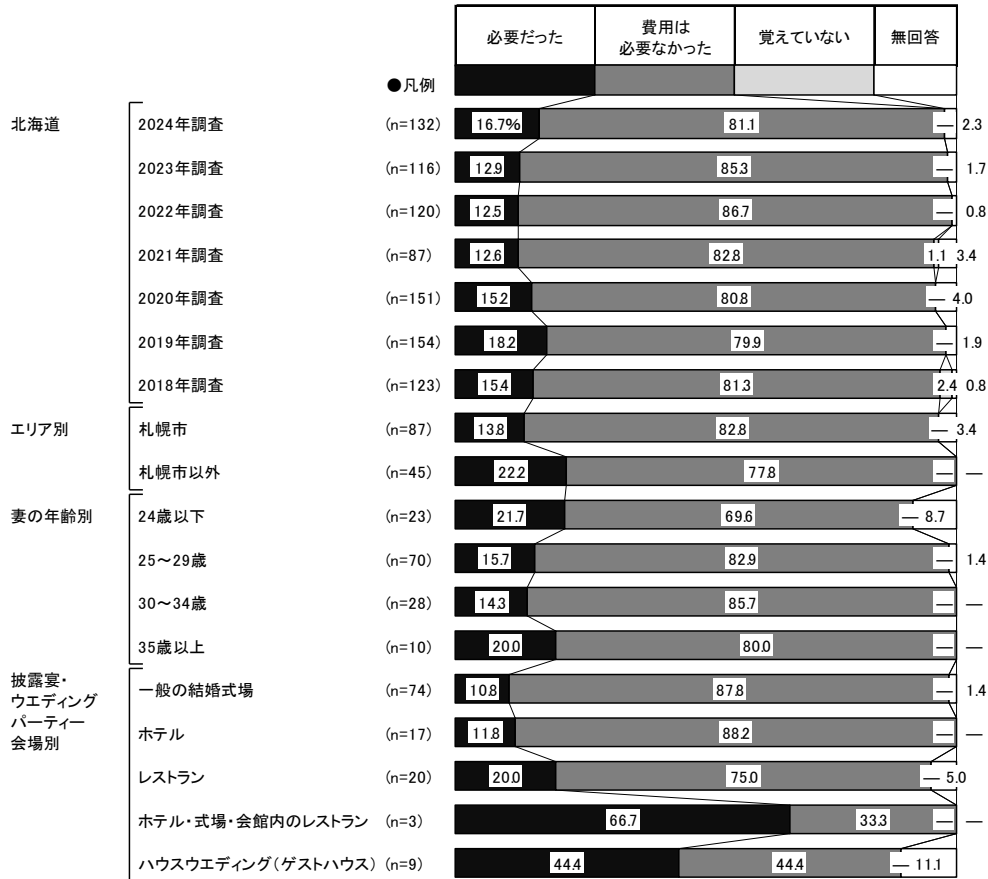 必要だった 費用は 必要なかった 覚えていない 無回答
●凡例
北海道 2024年調査 (n=132) 16.7% 81.1 — 2.3
2023年調査 (n=116) 12.9 85.3 — 1.7
2022年調査 (n=120) 12.5 86.7 — 0.8
2021年調査 (n=87) 12.6 82.8 1.1 3.4
2020年調査 (n=151) 15.2 80.8 — 4.0
2019年調査 (n=154) 18.2 79.9 — 1.9
2018年調査 (n=123) 15.4 81.3 2.4 0.8
エリア別 札幌市 (n=87) 13.8 82.8 — 3.4
札幌市以外 (n=45) 22.2 77.8 — —
妻の年齢別 24歳以下 (n=23) 21.7 69.6 — 8.7
25～29歳 (n=70) 15.7 82.9 — 1.4
30～34歳 (n=28) 14.3 85.7 — —
35歳以上 (n=10) 20.0 80.0 — —
披露宴・
ウエディング
パーティー
会場別
一般の結婚式場 (n=74) 10.8 87.8 — 1.4
ホテル (n=17) 11.8 88.2 — —
レストラン (n=20) 20.0 75.0 — 5.0
ホテル・式場・会館内のレストラン (n=3) 66.7 33.3 — —
ハウスウエディング(ゲストハウス) (n=9) 44.4 44.4 — 11.1